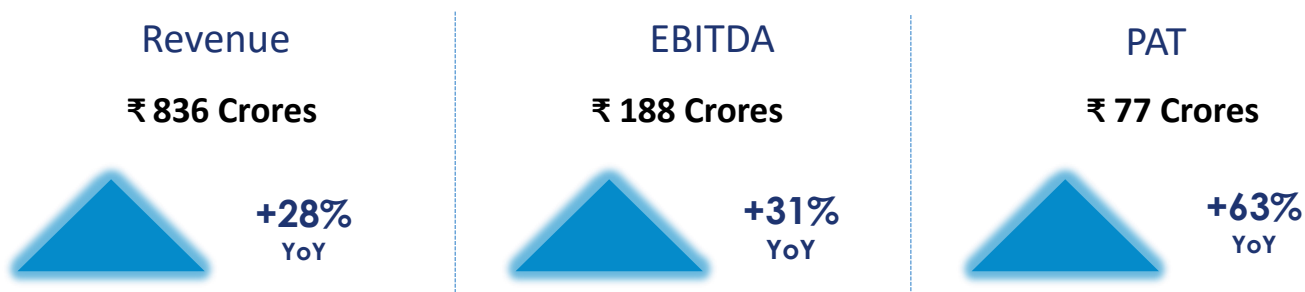 Revenue
₹ 836 Crores
+28%
YoY
EBITDA
₹ 188 Crores
+31%
YoY
PAT
₹ 77 Crores
+63%
YoY